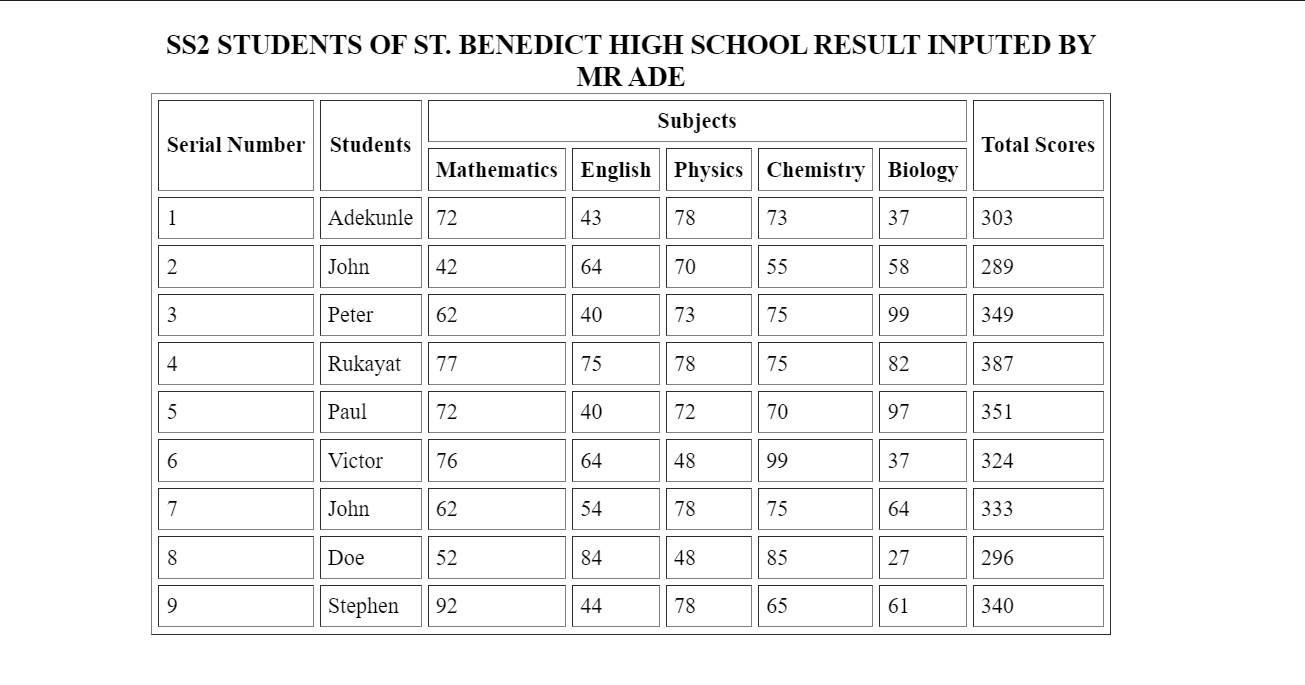 SS2 STUDENTS OF ST. BENEDICT HIGH SCHOOL RESULT INPUTED BY
MR ADE
Serial Number Students Subjects Total Scores
Mathematics English Physics Chemistry Biology
1 Adekunle 72 43 78 73 37 303
2 John 42 64 70 55 58 289
3 Peter 62 40 73 75 99 349
4 Rukayat 77 75 78 75 82 387
5 Paul 72 40 72 70 97 351
6 Victor 76 64 48 99 37 324
7 John 62 54 78 75 64 333
8 Doe 52 84 48 85 27 296
9 Stephen 92 44 78 65 61 340